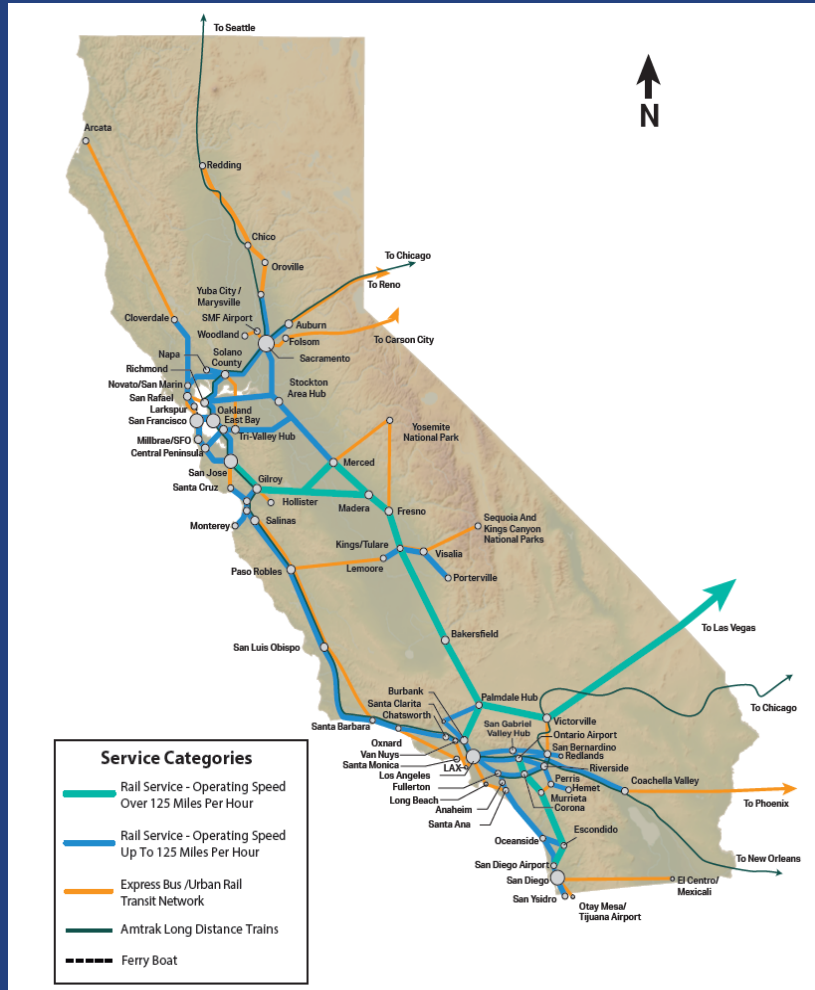 To Seattle
N
Arcata
Redding
Chico
Oroville
To Chicago
To Reno
Yuba City /
Marysville
SMF Airport
Auburn
Cloverdale
Woodland
Folsom
To Carson City
Napa
Solano
County
Sacramento
Richmond
Novato/San Marin
Stockton
Area Hub
San Rafael
Larkspur
Oakland
San Francisco
East Bay
Tri-Valley Hub
Yosemite
National Park
Millbrae/SFO
Central Peninsula
Merced
San Jose
Gilroy
Santa Cruz
Hollister
Madera
Fresno
Monterey
Salinas
Sequoia And
Kings Canyon
National Parks
Kings/Tulare
Visalia
Lemoore
Paso Robles
Porterville
To Las Vegas
Bakersfield
San Luis Obispo
Burbank
Palmdale Hub
Santa Clarita
To Chicago
Chatsworth
San Gabriel
Valley Hub
Victorville
Santa Barbara
Ontario Airport
Oxnard
San Bernardino
Van Nuys
Redlands
Santa Monica
LAX
Riverside
Los Angeles
Perris
Coachella Valley
Fullerton
Hemet
Long Beach
Murrieta
To Phoenix
Anaheim
Corona
Santa Ana
Escondido
Oceanside
To New Orleans
San Diego Airport
San Diego
El Centro/
Mexicali
San Ysidro
Otay Mesa/
Tijuana Airport
Service Categories
Rail Service - Operating Speed
Over 125 Miles Per Hour
Rail Service - Operating Speed
Up To 125 Miles Per Hour
Express Bus /Urban Rail
Transit Network
Amtrak Long Distance Trains
Ferry Boat